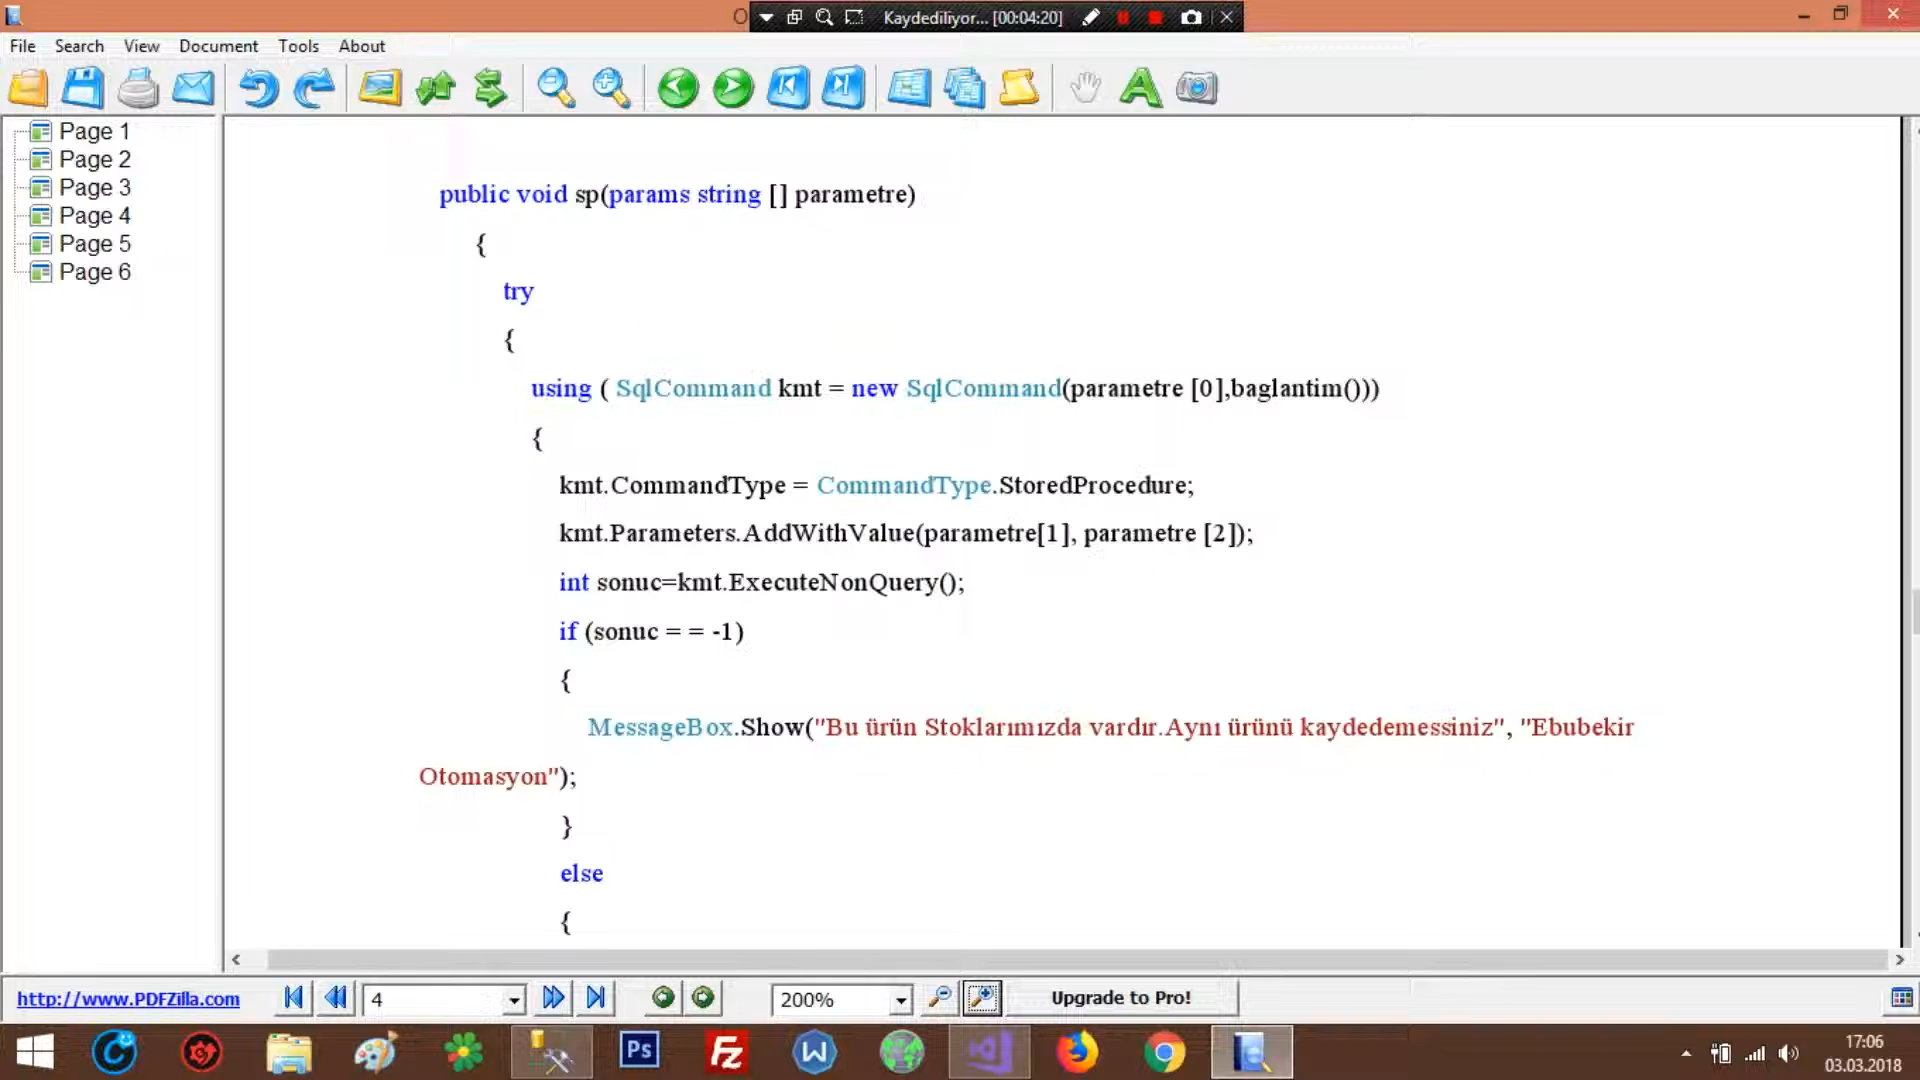 Kaydediliyor... [00:04:20]
File Search View Document Tools About
Page 1
Page 2
Page 3
Page 4
Page 5
Page 6
public void sp(params string [] parametre)
{
try
{
using ( SqlCommand kmt = new SqlCommand(parametre [0],baglantim()))
{
kmt.CommandType = CommandType.StoredProcedure;
kmt.Parameters.AddWithValue(parametre[1], parametre [2]);
int sonuc=kmt.ExecuteNonQuery();
if (sonuc = = -1)
{
MessageBox.Show("Bu ürün Stoklarımızda vardır.Aynı ürünü kaydedemessiniz", "Ebubekir
Otomasyon");
}
else
{
http://www.PDFZilla.com
4
200%
Upgrade to Pro!
Ps
Fz
W
17:06
03.03.2018